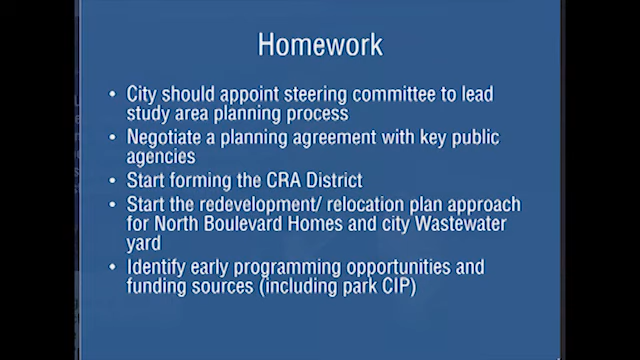 Homework
• City should appoint steering committee to lead
study area planning process
• Negotiate a planning agreement with key public
agencies
• Start forming the CRA District
• Start the redevelopment/ relocation plan approach
for North Boulevard Homes and city Wastewater
yard
• Identify early programming opportunities and
funding sources (including park CIP)